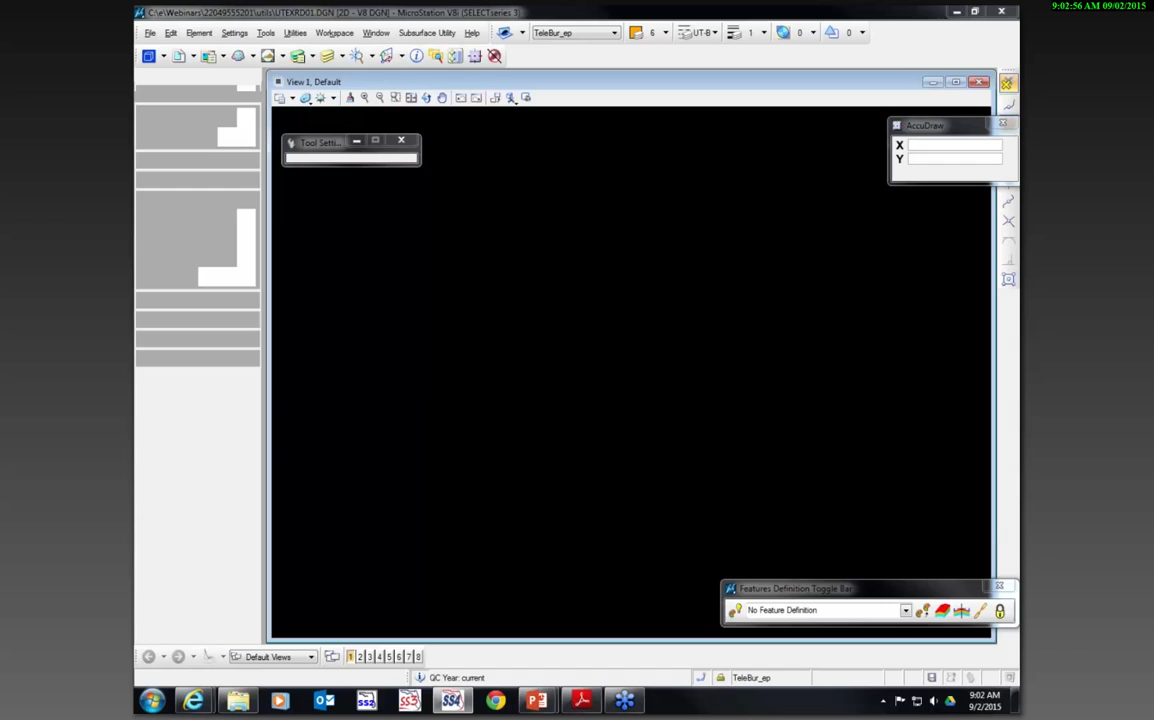 9:02:56 AM 09/02/2015
C:\e\Webinars\22049555201\utils\UTEXRD01.DGN [2D - V8 DGN] - MicroStation V8i (SELECTseries 3)
File Edit Element Settings Tools Utilities Workspace Window Subsurface Utility Help
TeleBur_ep 6 UT-B 1 0 0
View 1, Default
Tool Setti...
AccuDraw
X
Y
Features Definition Toggle Bar
No Feature Definition
Default Views 1 2 3 4 5 6 7 8
QC Year: current TeleBur_ep
SS2 SS3 SS4
9:02 AM
9/2/2015